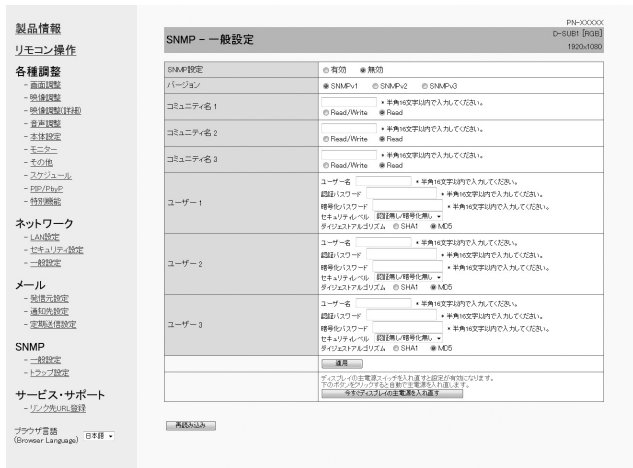 製品情報
リモコン操作
各種調整
- 画面調整
- 映像調整
- 映像調整(詳細)
- 音声調整
- 本体設定
- モニター
- その他
- スケジュール
- PIP/PbyP
- 特別機能
ネットワーク
- LAN設定
- セキュリティ設定
- 一般設定
メール
- 発信元設定
- 通知先設定
- 定期送信設定
SNMP
- 一般設定
- トラップ設定
サービス・サポート
- リンク先URL登録
ブラウザ言語
(Browser Language) 日本語
PN-XXXXX
SNMP - 一般設定 D-SUB1 [RGB]
1920x1080
SNMP設定 有効 無効
バージョン SNMPv1 SNMPv2 SNMPv3
コミュニティ名 1 * 半角16文字以内で入力してください。
Read/Write Read
コミュニティ名 2 * 半角16文字以内で入力してください。
Read/Write Read
コミュニティ名 3 * 半角16文字以内で入力してください。
Read/Write Read
ユーザー 1
ユーザー名 * 半角16文字以内で入力してください。
認証パスワード * 半角16文字以内で入力してください。
暗号化パスワード * 半角16文字以内で入力してください。
セキュリティレベル 認証無し/暗号化無し
ダイジェストアルゴリズム SHA1 MD5
ユーザー 2
ユーザー名 * 半角16文字以内で入力してください。
認証パスワード * 半角16文字以内で入力してください。
暗号化パスワード * 半角16文字以内で入力してください。
セキュリティレベル 認証無し/暗号化無し
ダイジェストアルゴリズム SHA1 MD5
ユーザー 3
ユーザー名 * 半角16文字以内で入力してください。
認証パスワード * 半角16文字以内で入力してください。
暗号化パスワード * 半角16文字以内で入力してください。
セキュリティレベル 認証無し/暗号化無し
ダイジェストアルゴリズム SHA1 MD5
適用
ディスプレイの主電源スイッチを入れ直すと設定が有効になります。
下のボタンをクリックすると自動で主電源を入れ直します。
今すぐディスプレイの主電源を入れ直す
再読み込み